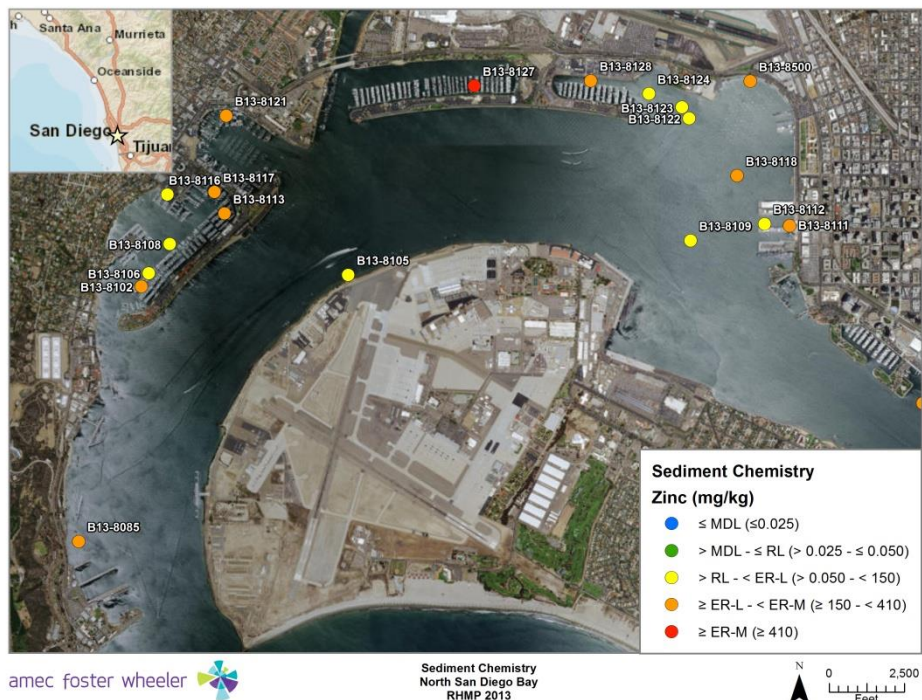 h
Santa Ana
Murrieta
Oceanside
San Diego
Tijua
B13-8127
B13-8128
B13-8124
B13-8500
B13-8123
B13-8122
B13-8121
B13-8118
B13-8116
B13-8117
B13-8113
B13-8112
B13-8111
B13-8109
B13-8108
B13-8106
B13-8105
B13-8102
B13-8085
Sediment Chemistry
Zinc (mg/kg)
≤ MDL (≤0.025)
> MDL - ≤ RL (> 0.025 - ≤ 0.050)
> RL - < ER-L (> 0.050 - < 150)
≥ ER-L - < ER-M (≥ 150 - < 410)
≥ ER-M (≥ 410)
amec foster wheeler
Sediment Chemistry
North San Diego Bay
RHMP 2013
N
0 2,500
Feet